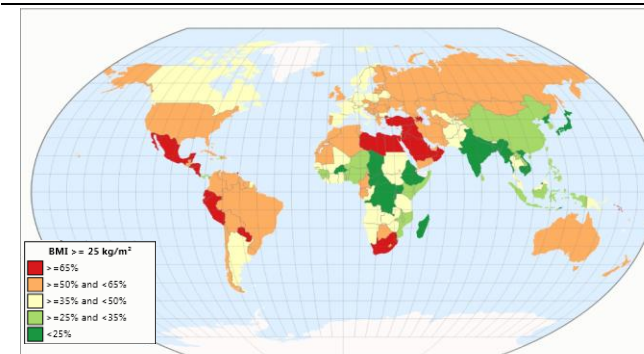 BMI >= 25 kg/m²
>=65%
>=50% and <65%
>=35% and <50%
>=25% and <35%
<25%